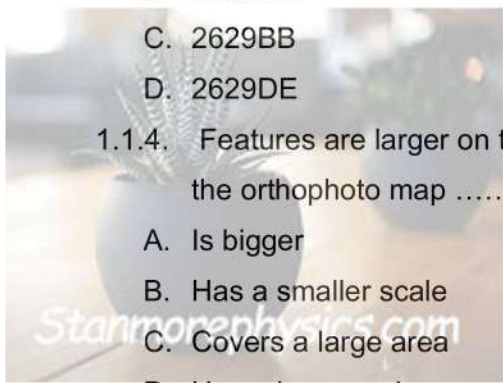 C. 2629BB
D. 2629DE
1.1.4. Features are larger on
the orthophoto map .....
A. Is bigger
B. Has a smaller scale
Stanmorephysics.com
C. Covers a large area